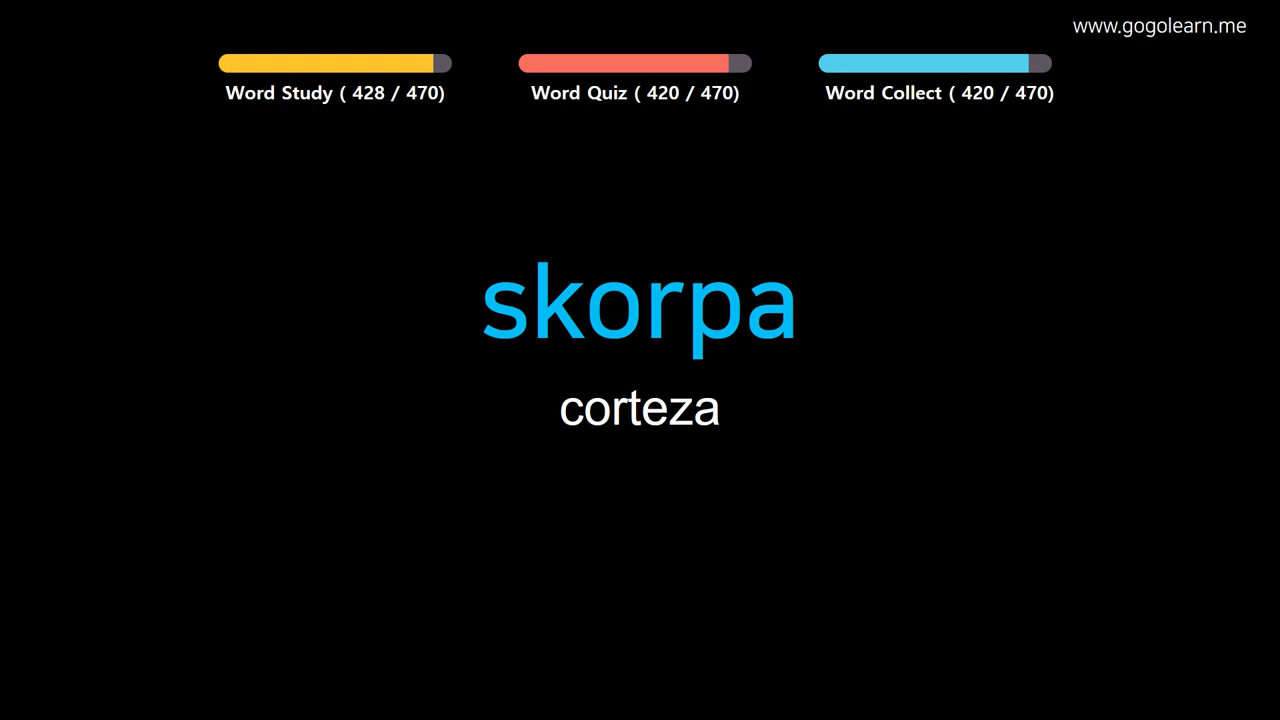 www.gogolearn.me
Word Study ( 428 / 470)
Word Quiz ( 420 / 470)
Word Collect ( 420 / 470)
skorpa
corteza